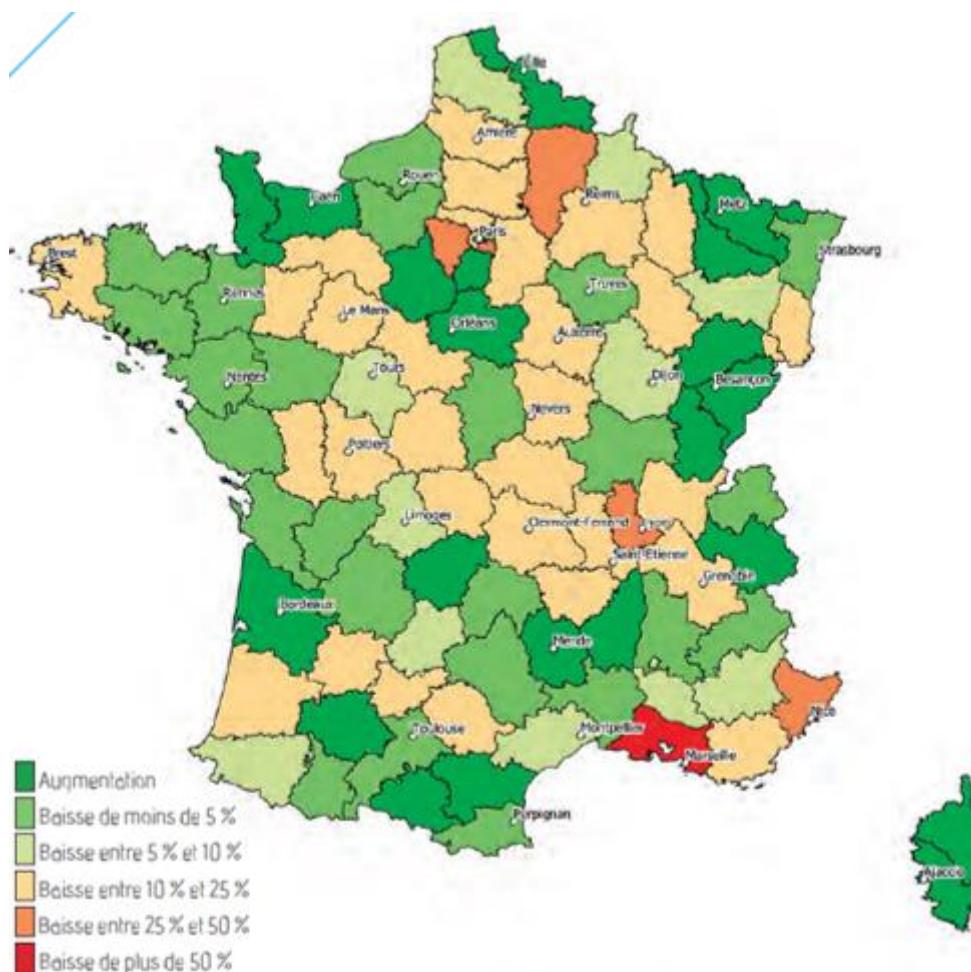 Lille
Amiens
Rouen
Reims
Caen
Metz
Paris
Strasbourg
Brest
Rennes
Troyes
Le Mans
Orléans
Auxerre
Tours
Dijon
Besançon
Nantes
Nevers
Poitiers
Limoges
Clermont-Ferrand
Lyon
Saint-Etienne
Grenoble
Bordeaux
Mende
Nice
Toulouse
Montpellier
Marseille
Perpignan
Ajaccio
Augmentation
Baisse de moins de 5 %
Baisse entre 5 % et 10 %
Baisse entre 10 % et 25 %
Baisse entre 25 % et 50 %
Baisse de plus de 50 %